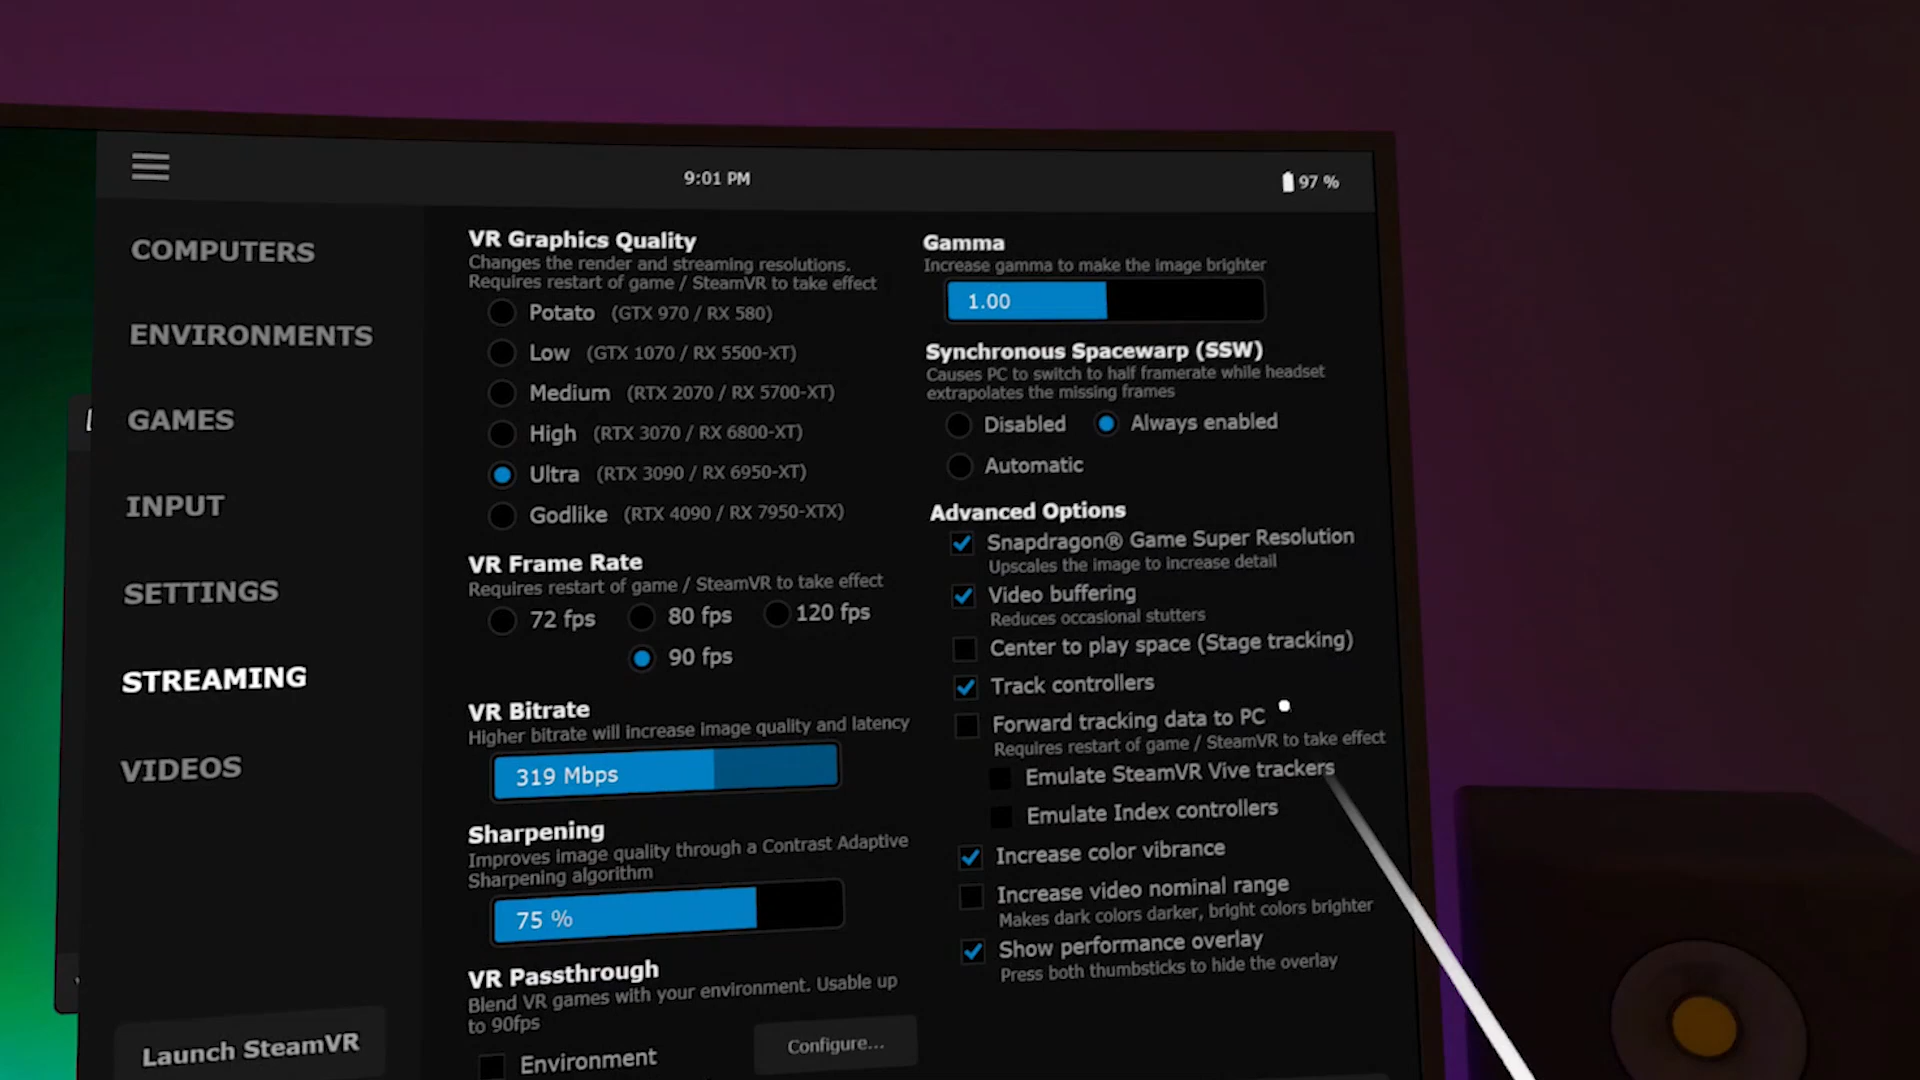 9:01 PM
97 %
COMPUTERS
ENVIRONMENTS
GAMES
INPUT
SETTINGS
STREAMING
VIDEOS
Launch SteamVR
VR Graphics Quality
Changes the render and streaming resolutions.
Requires restart of game / SteamVR to take effect
Potato (GTX 970 / RX 580)
Low (GTX 1070 / RX 5500-XT)
Medium (RTX 2070 / RX 5700-XT)
High (RTX 3070 / RX 6800-XT)
Ultra (RTX 3090 / RX 6950-XT)
Godlike (RTX 4090 / RX 7950-XTX)
VR Frame Rate
Requires restart of game / SteamVR to take effect
72 fps 80 fps 120 fps
90 fps
VR Bitrate
Higher bitrate will increase image quality and latency
319 Mbps
Sharpening
Improves image quality through a Contrast Adaptive
Sharpening algorithm
75 %
VR Passthrough
Blend VR games with your environment. Usable up
to 90fps
Environment
Configure...
Gamma
Increase gamma to make the image brighter
1.00
Synchronous Spacewarp (SSW)
Causes PC to switch to half framerate while headset
extrapolates the missing frames
Disabled Always enabled
Automatic
Advanced Options
Snapdragon® Game Super Resolution
Upscales the image to increase detail
Video buffering
Reduces occasional stutters
Center to play space (Stage tracking)
Track controllers
Forward tracking data to PC
Requires restart of game / SteamVR to take effect
Emulate SteamVR Vive trackers
Emulate Index controllers
Increase color vibrance
Increase video nominal range
Makes dark colors darker, bright colors brighter
Show performance overlay
Press both thumbsticks to hide the overlay